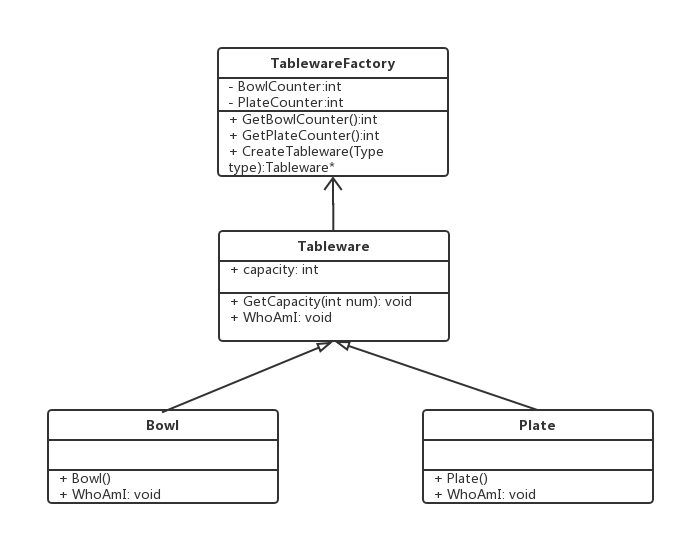 TablewareFactory
- BowlCounter:int
- PlateCounter:int
+ GetBowlCounter():int
+ GetPlateCounter():int
+ CreateTableware(Type
type):Tableware*
Tableware
+ capacity: int
+ GetCapacity(int num): void
+ WhoAmI: void
Bowl
+ Bowl()
+ WhoAmI: void
Plate
+ Plate()
+ WhoAmI: void